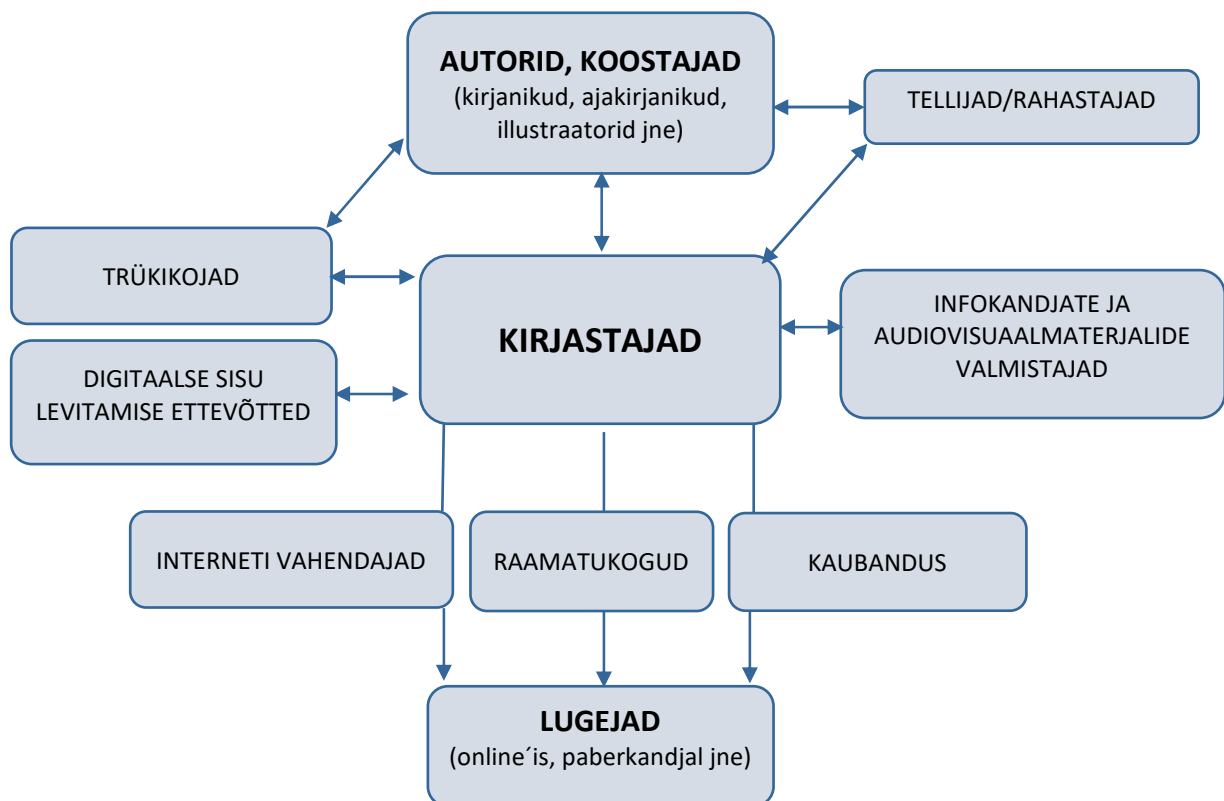 AUTORID, KOOSTAJAD
(kirjanikud, ajakirjanikud,
illustraatorid jne)
TELLIJAD/RAHASTAJAD
TRÜKIKOJAD
KIRJASTAJAD
INFOKANDJATE JA
AUDIOVISUAALMATERJALIDE
VALMISTAJAD
DIGITAALSE SISU
LEVITAMISE ETTEVÕTTED
INTERNETI VAHENDAJAD
RAAMATUKOGUD
KAUBANDUS
LUGEJAD
(online´is, paberkandjal jne)